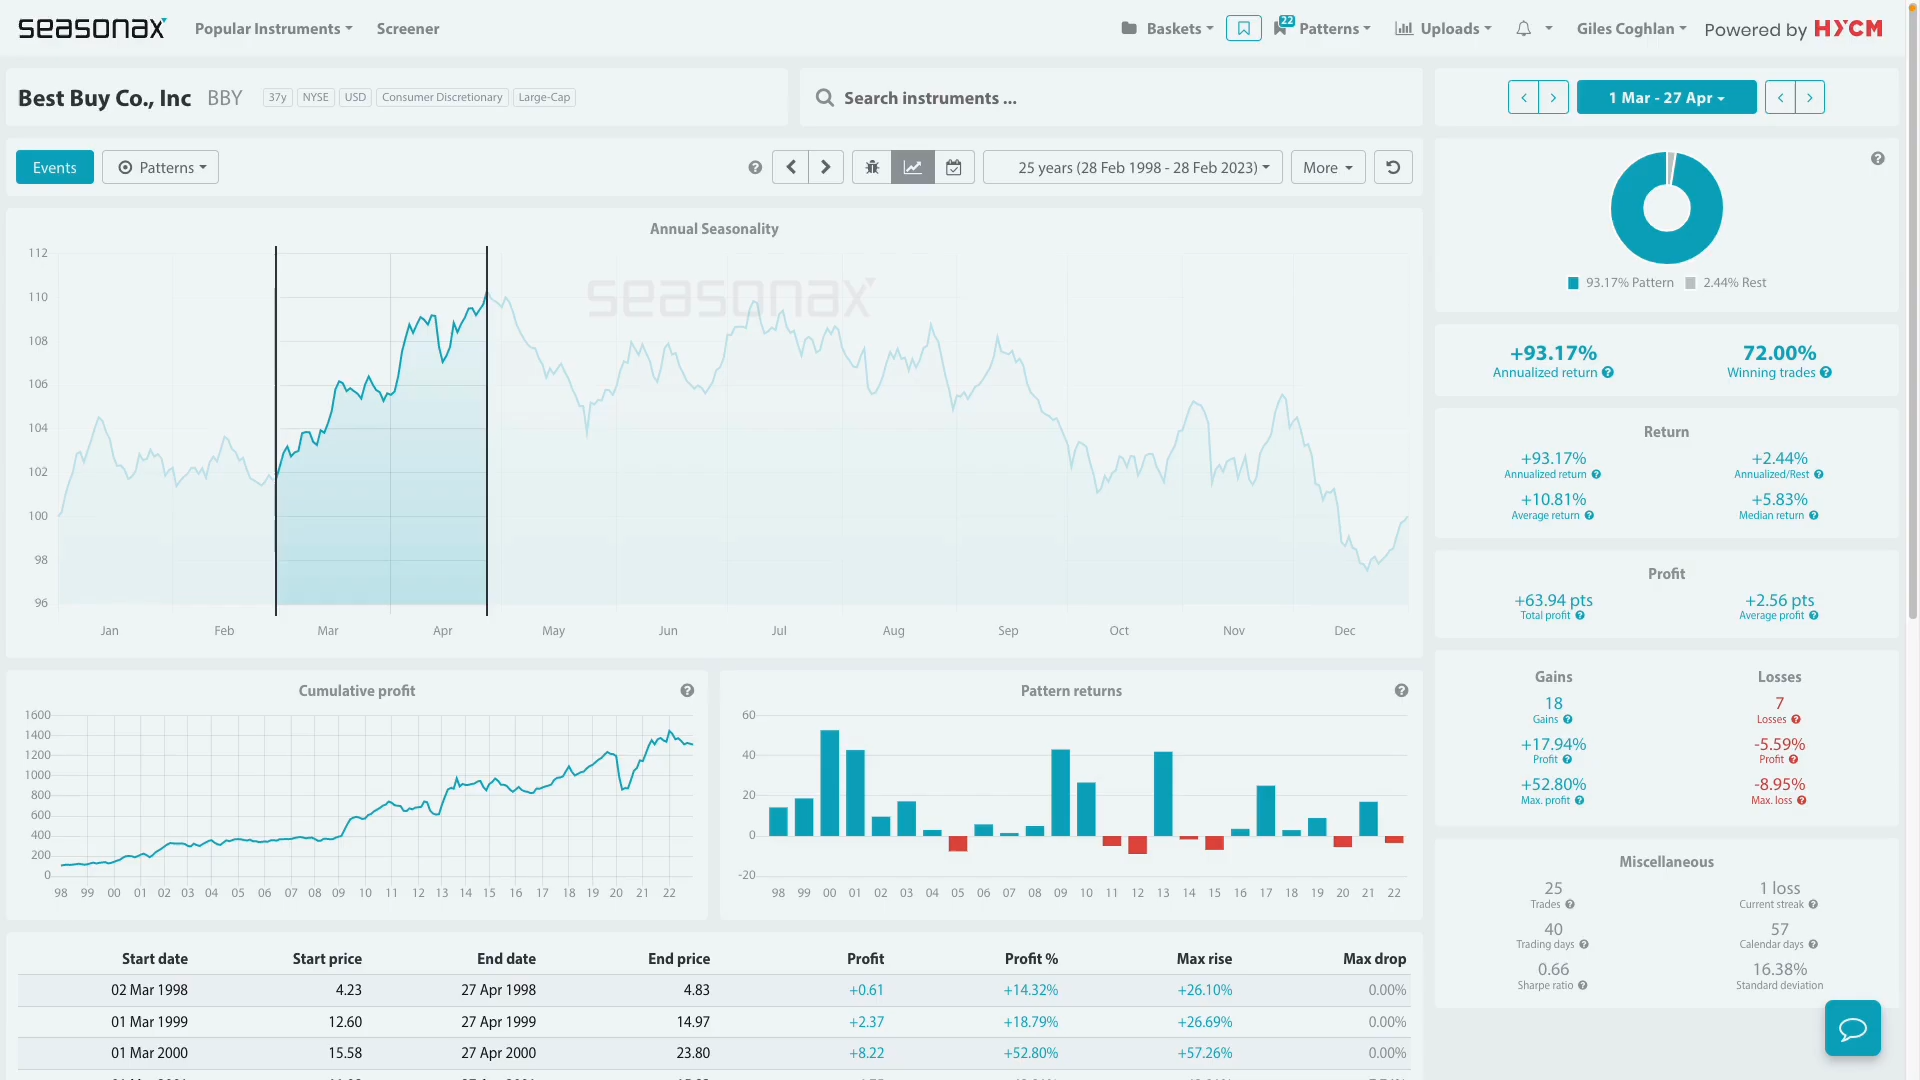 seasonax Popular Instruments Screener Baskets 22 Patterns Uploads Giles Coghlan Powered by HYCM
Best Buy Co., Inc BBY 37y NYSE USD Consumer Discretionary Large-Cap
Search instruments ...
1 Mar - 27 Apr
Events Patterns 25 years (28 Feb 1998 - 28 Feb 2023) More
Annual Seasonality
seasonax
112
110
108
106
104
102
100
98
96
Jan Feb Mar Apr May Jun Jul Aug Sep Oct Nov Dec
93.17% Pattern 2.44% Rest
+93.17% 72.00%
Annualized return Winning trades
Return
+93.17% +2.44%
Annualized return Annualized/Rest
+10.81% +5.83%
Average return Median return
Profit
+63.94 pts +2.56 pts
Total profit Average profit
Gains Losses
18 7
Gains Losses
+17.94% -5.59%
Profit Profit
+52.80% -8.95%
Max. profit Max. loss
Miscellaneous
25 1 loss
Trades Current streak
40 57
Trading days Calendar days
0.66 16.38%
Sharpe ratio Standard deviation
Cumulative profit
1600
1400
1200
1000
800
600
400
200
0
98 99 00 01 02 03 04 05 06 07 08 09 10 11 12 13 14 15 16 17 18 19 20 21 22
Pattern returns
60
40
20
0
-20
98 99 00 01 02 03 04 05 06 07 08 09 10 11 12 13 14 15 16 17 18 19 20 21 22
Start date Start price End date End price Profit Profit % Max rise Max drop
02 Mar 1998 4.23 27 Apr 1998 4.83 +0.61 +14.32% +26.10% 0.00%
01 Mar 1999 12.60 27 Apr 1999 14.97 +2.37 +18.79% +26.69% 0.00%
01 Mar 2000 15.58 27 Apr 2000 23.80 +8.22 +52.80% +57.26% 0.00%